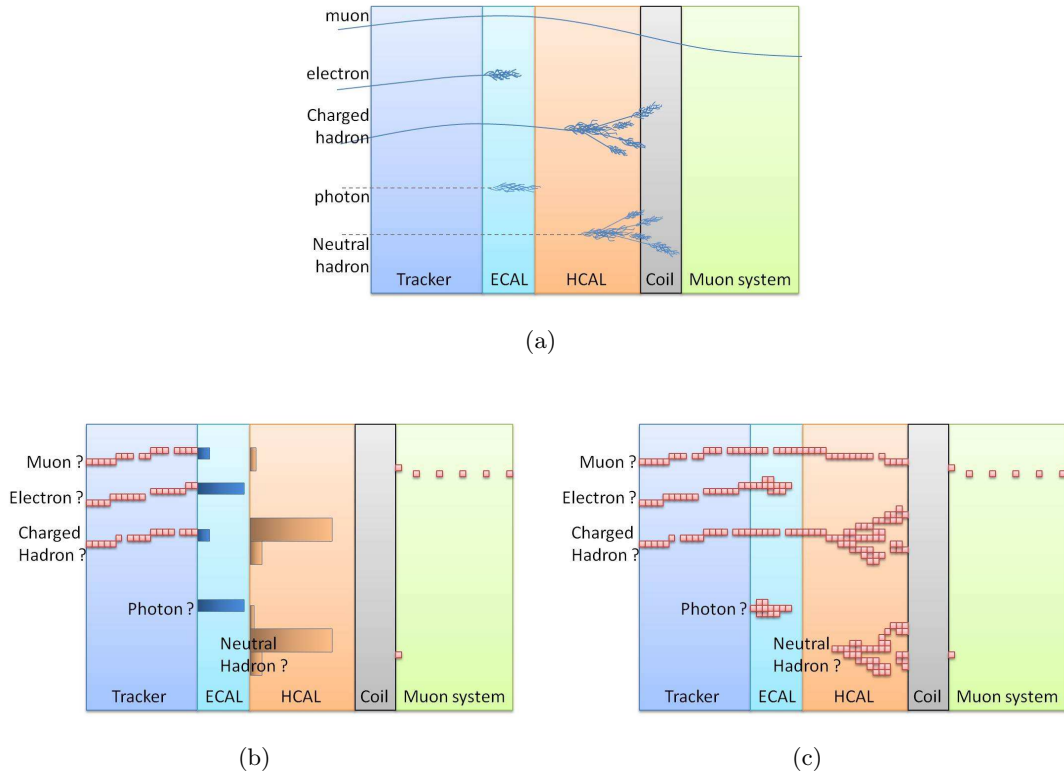 muon
electron
Charged
hadron
photon
Neutral
hadron
Tracker ECAL HCAL Coil Muon system
(a)
Muon ?
Electron ?
Charged
Hadron ?
Photon ?
Neutral
Hadron ?
Tracker ECAL HCAL Coil Muon system
(b)
Muon ?
Electron ?
Charged
Hadron ?
Photon ?
Neutral
Hadron ?
Tracker ECAL HCAL Coil Muon system
(c)